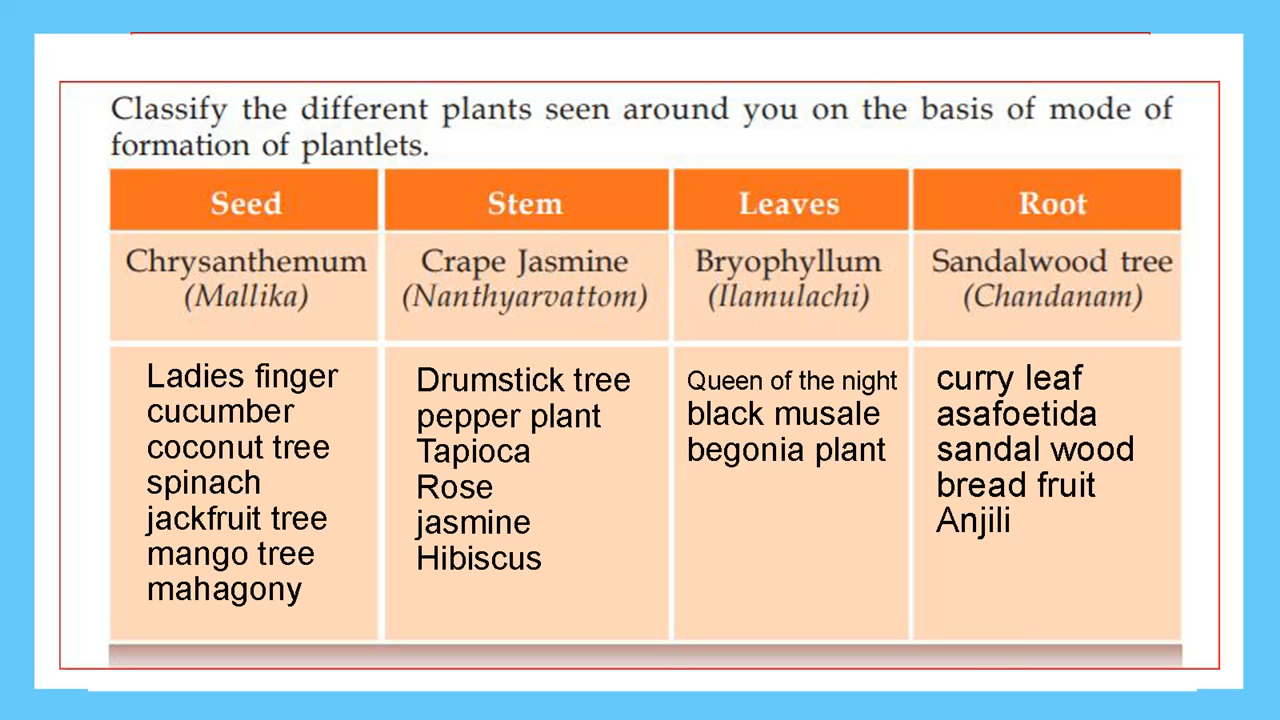 Classify the different plants seen around you on the basis of mode of
formation of plantlets.
Seed
Stem
Leaves
Root
Chrysanthemum
(Mallika)
Crape Jasmine
(Nanthyarvattom)
Bryophyllum
(Ilamulachi)
Sandalwood tree
(Chandanam)
Ladies finger
cucumber
coconut tree
spinach
jackfruit tree
mango tree
mahagony
Drumstick tree
pepper plant
Tapioca
Rose
jasmine
Hibiscus
Queen of the night
black musale
begonia plant
curry leaf
asafoetida
sandal wood
bread fruit
Anjili